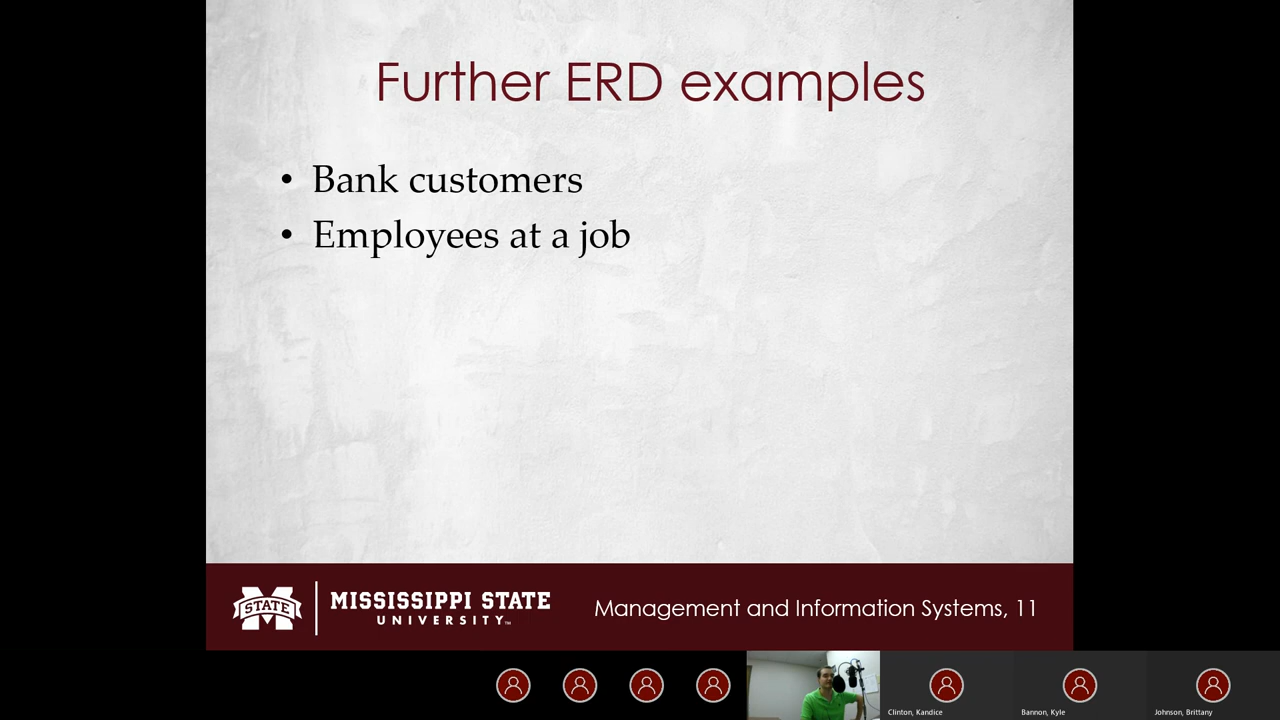 Further ERD examples
• Bank customers
• Employees at a job
STATE
MISSISSIPPI STATE
UNIVERSITY™
Management and Information Systems, 11
Clinton, Kandice
Bannon, Kyle
Johnson, Brittany